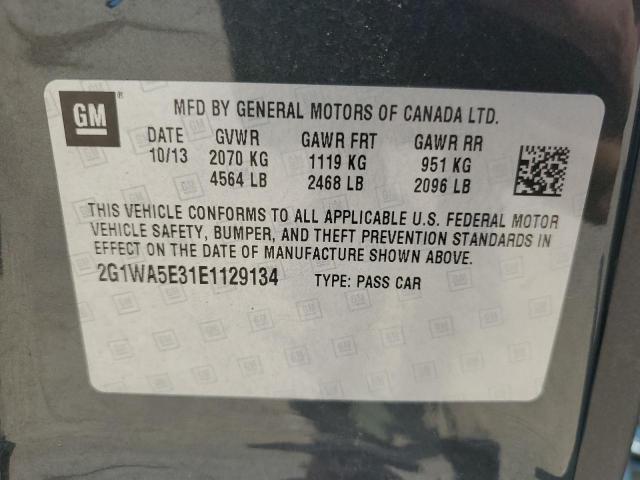 GM®
MFD BY GENERAL MOTORS OF CANADA LTD.
DATE GVWR GAWR FRT GAWR RR
10/13 2070 KG 1119 KG 951 KG
4564 LB 2468 LB 2096 LB
THIS VEHICLE CONFORMS TO ALL APPLICABLE U.S. FEDERAL MOTOR
VEHICLE SAFETY, BUMPER, AND THEFT PREVENTION STANDARDS IN
EFFECT ON THE DATE OF MANUFACTURE SHOWN ABOVE.
2G1WA5E31E1129134 TYPE: PASS CAR